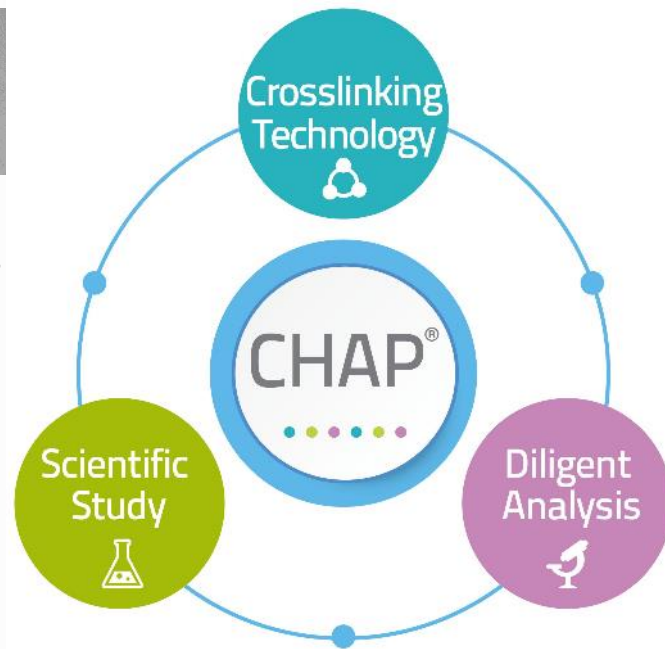 Crosslinking
Technology
CHAP®
Scientific
Study
Diligent
Analysis